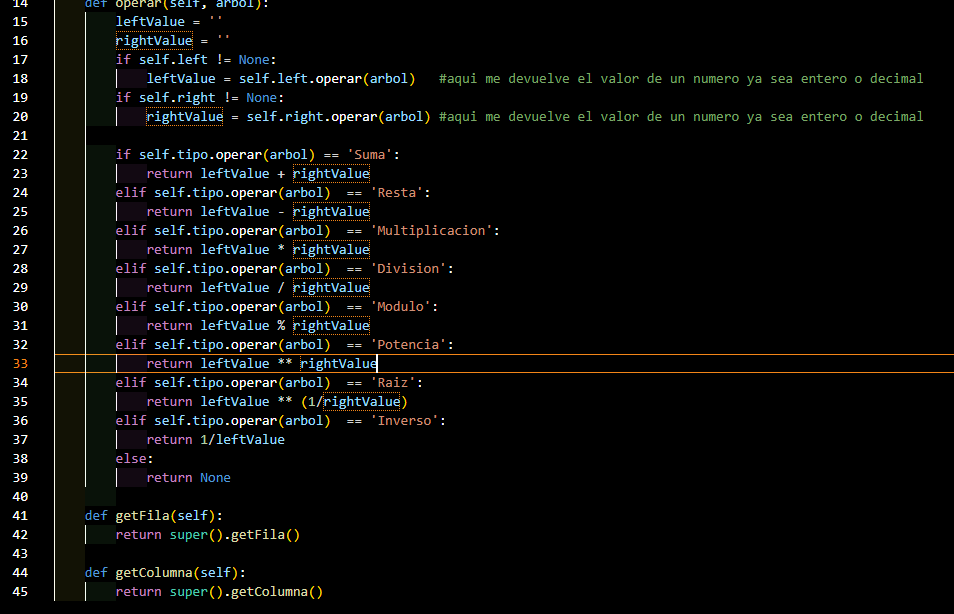 14 def operar(self, arbol):
15 leftValue = ''
16 rightValue = ''
17 if self.left != None:
18 leftValue = self.left.operar(arbol) #aqui me devuelve el valor de un numero ya sea entero o decimal
19 if self.right != None:
20 rightValue = self.right.operar(arbol) #aqui me devuelve el valor de un numero ya sea entero o decimal
21
22 if self.tipo.operar(arbol) == 'Suma':
23 return leftValue + rightValue
24 elif self.tipo.operar(arbol) == 'Resta':
25 return leftValue - rightValue
26 elif self.tipo.operar(arbol) == 'Multiplicacion':
27 return leftValue * rightValue
28 elif self.tipo.operar(arbol) == 'Division':
29 return leftValue / rightValue
30 elif self.tipo.operar(arbol) == 'Modulo':
31 return leftValue % rightValue
32 elif self.tipo.operar(arbol) == 'Potencia':
33 return leftValue ** rightValue
34 elif self.tipo.operar(arbol) == 'Raiz':
35 return leftValue ** (1/rightValue)
36 elif self.tipo.operar(arbol) == 'Inverso':
37 return 1/leftValue
38 else:
39 return None
40
41 def getFila(self):
42 return super().getFila()
43
44 def getColumna(self):
45 return super().getColumna()